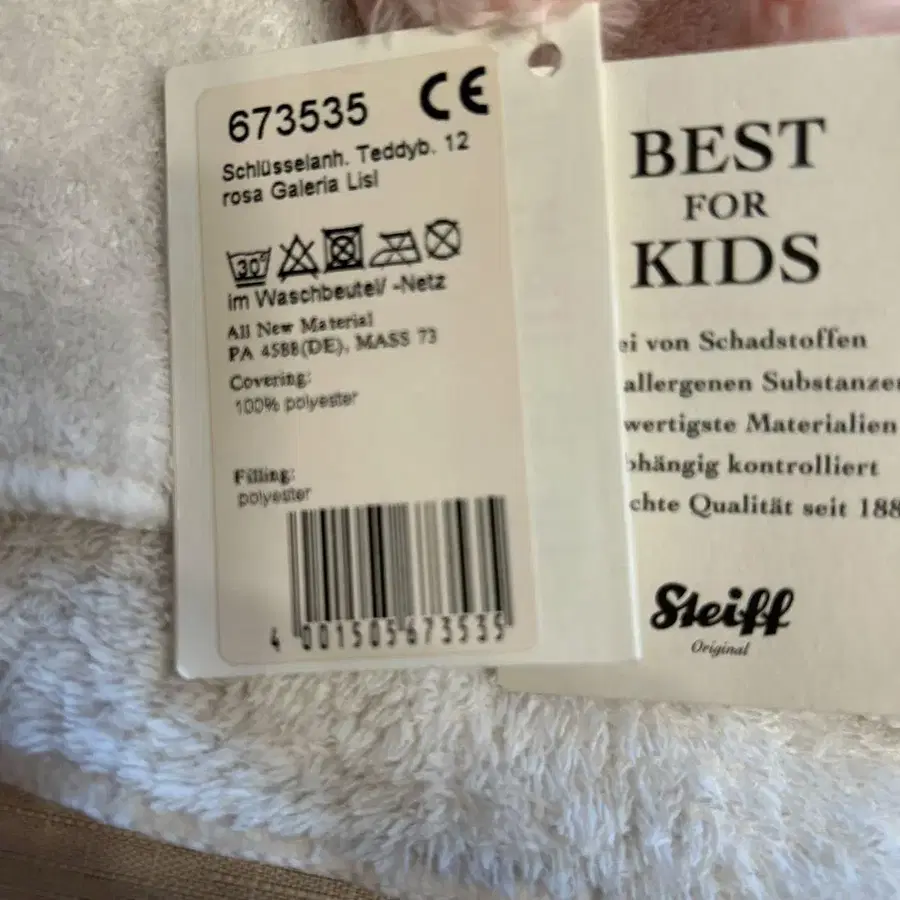 673535
CE
Schlüsselanh. Teddyb. 12
rosa Galeria Lisl
30°
im Waschbeutel/ -Netz
All New Material
PA 4588(DE), MASS 73
Covering:
100% polyester
Filling:
polyester
4 001505 673535
BEST
FOR
KIDS
ei von Schadstoffen
allergenen Substanzen
wertigste Materialien
bhängig kontrolliert
chte Qualität seit 188
Steiff
Original